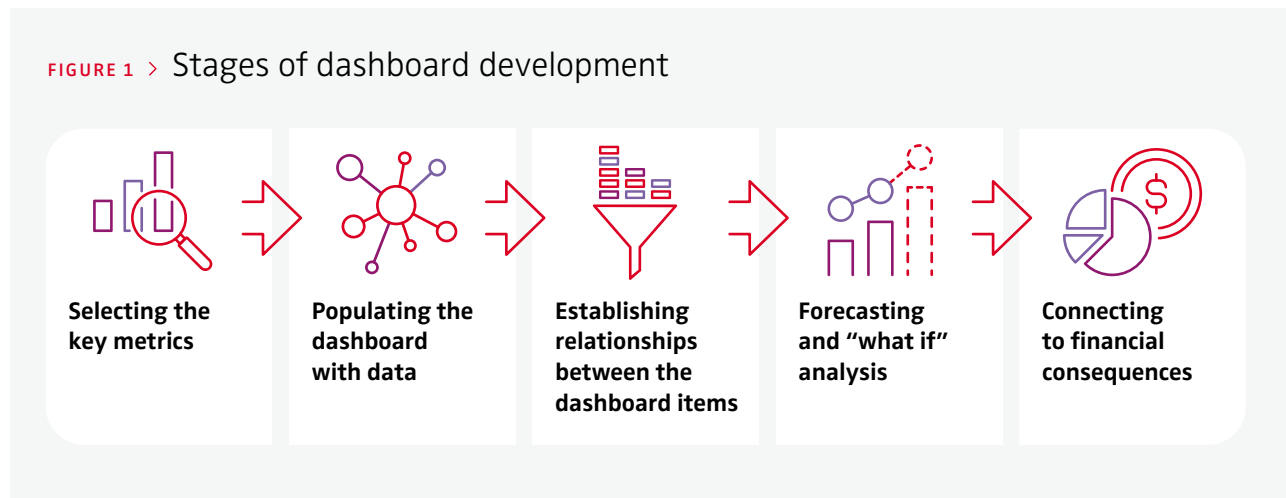 FIGURE 1 > Stages of dashboard development
$
Selecting the
key metrics
Populating the
dashboard
with data
Establishing
relationships
between the
dashboard items
Forecasting
and “what if”
analysis
Connecting
to financial
consequences